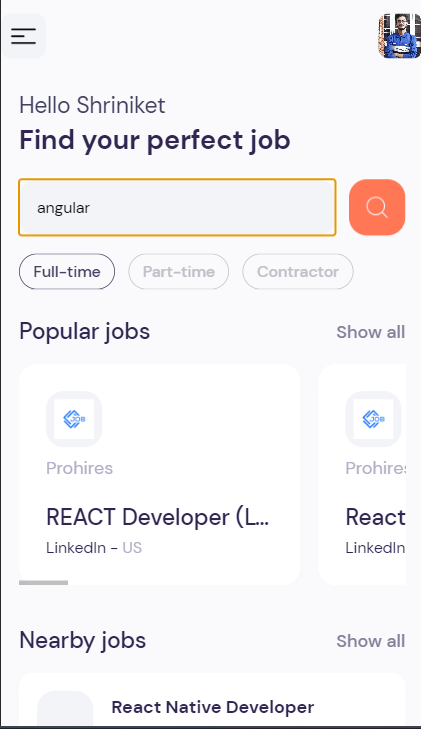 Hello Shriniket
Find your perfect job
angular
Full-time Part-time Contractor
Popular jobs Show all
JOB JOB
Prohires Prohires
REACT Developer (L... React
LinkedIn - US LinkedIn
Nearby jobs Show all
React Native Developer